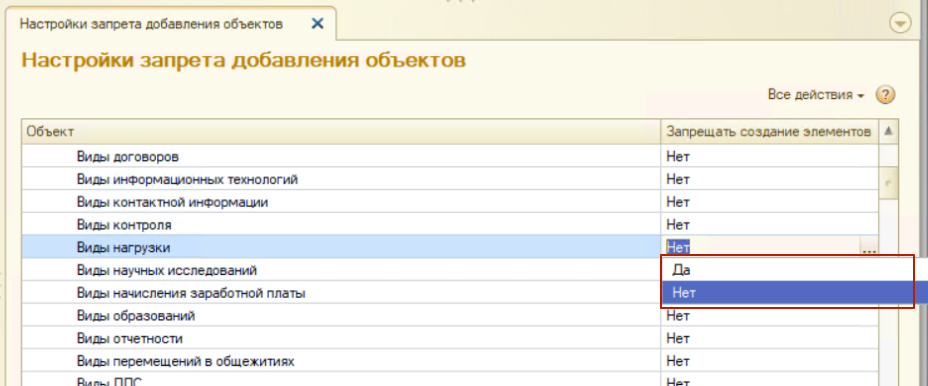 Настройки запрета добавления объектов
Настройки запрета добавления объектов
Все действия
Объект Запрещать создание элементов
Виды договоров Нет
Виды информационных технологий Нет
Виды контактной информации Нет
Виды контроля Нет
Виды нагрузки Нет ...
Виды научных исследований Да
Виды начисления заработной платы Нет
Виды образований Нет
Виды отчетности Нет
Виды перемещений в общежитиях Нет
Виды ППС Нет